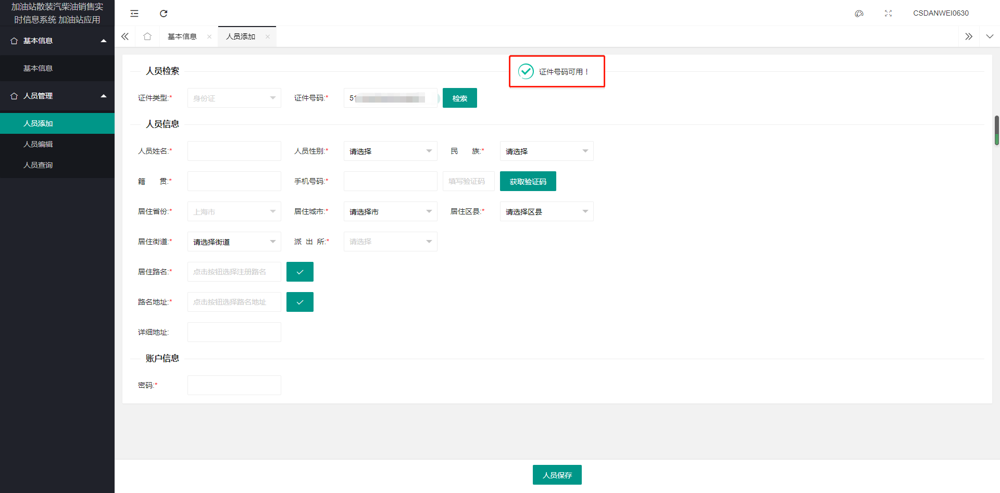 加油站散装汽柴油销售实
时信息系统 加油站应用
CSDANWEI0630
基本信息
基本信息
人员管理
人员添加
人员编辑
人员查询
基本信息
人员添加
人员检索
证件号码可用！
证件类型:* 身份证 证件号码:* 51 检索
人员信息
人员姓名:* 人员性别:* 请选择 民 族:* 请选择
籍 贯:* 手机号码:* 填写验证码 获取验证码
居住省份:* 上海市 居住城市:* 请选择市 居住区县:* 请选择区县
居住街道:* 请选择街道 派 出 所:* 请选择
居住路名:* 点击按钮选择注册路名
路名地址:* 点击按钮选择路名地址
详细地址:
账户信息
密码:*
人员保存